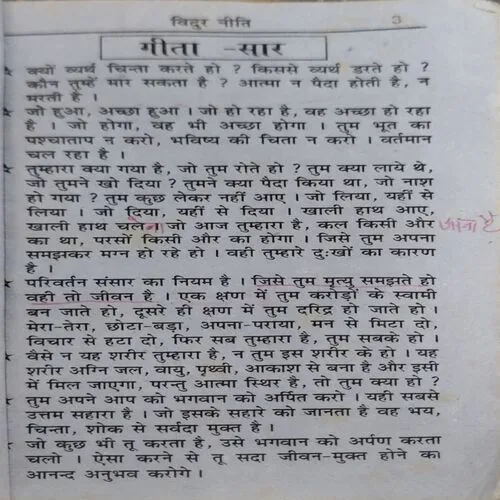 विदुर नीति
3
गीता -सार
क्यों व्यर्थ चिन्ता करते हो ? किससे व्यर्थ डरते हो ?
कौन तुम्हें मार सकता है ? आत्मा न पैदा होती है, न
मरती है ।
जो हुआ, अच्छा हुआ । जो हो रहा है, वह अच्छा हो रहा
है । जो होगा, वह भी अच्छा होगा । तुम भूत का
पश्चाताप न करो, भविष्य की चिता न करो । वर्तमान
चल रहा है ।
तुम्हारा क्या गया है, जो तुम रोते हो ? तुम क्या लाये थे,
जो तुमने खो दिया ? तुमने क्या पैदा किया था, जो नाश
हो गया ? तुम कुछ लेकर नहीं आए । जो लिया, यहीं से
लिया । जो दिया, यहीं से दिया । खाली हाथ आए,
खाली हाथ चले । जो आज तुम्हारा है, कल किसी और
का था, परसों किसी और का होगा । जिसे तुम अपना
समझकर मग्न हो रहे हो । वही तुम्हारे दुःखों का कारण
है ।
परिवर्तन संसार का नियम है । जिसे तुम मृत्यु समझते हो
वही तो जीवन है । एक क्षण में तुम करोड़ों के स्वामी
बन जाते हो, दूसरे ही क्षण में तुम दरिद्र हो जाते हो ।
मेरा-तेरा, छोटा-बड़ा, अपना-पराया, मन से मिटा दो,
विचार से हटा दो, फिर सब तुम्हारा है, तुम सबके हो ।
वैसे न यह शरीर तुम्हारा है, न तुम इस शरीर के हो । यह
शरीर अग्नि जल, वायु, पृथ्वी, आकाश से बना है और इसी
में मिल जाएगा, परन्तु आत्मा स्थिर है, तो तुम क्या हो ?
तुम अपने आप को भगवान को अर्पित करो । यही सबसे
उत्तम सहारा है । जो इसके सहारे को जानता है वह भय,
चिन्ता, शोक से सर्वदा मुक्त है ।
जो कुछ भी तू करता है, उसे भगवान को अर्पण करता
चलो । ऐसा करने से तू सदा जीवन-मुक्त होने का
आनन्द अनुभव करोगे ।